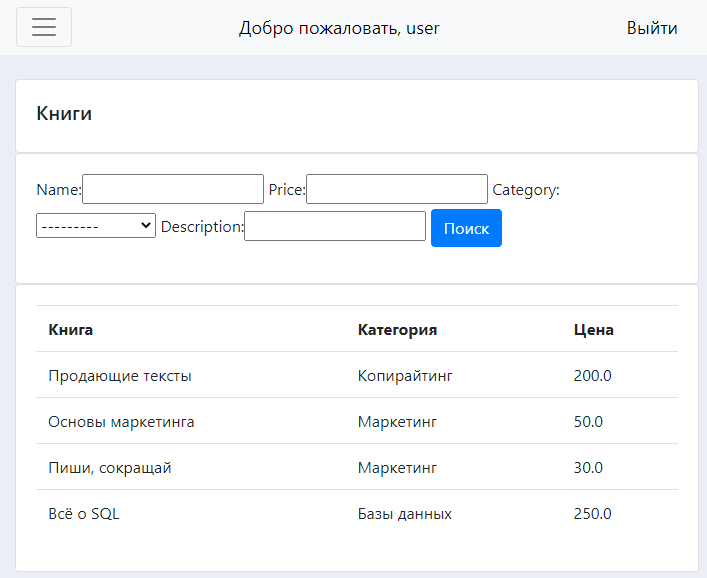 Добро пожаловать, user Выйти
Книги
Name: Price: Category:
--------- Description: Поиск
Книга Категория Цена
Продающие тексты Копирайтинг 200.0
Основы маркетинга Маркетинг 50.0
Пиши, сокращай Маркетинг 30.0
Всё о SQL Базы данных 250.0